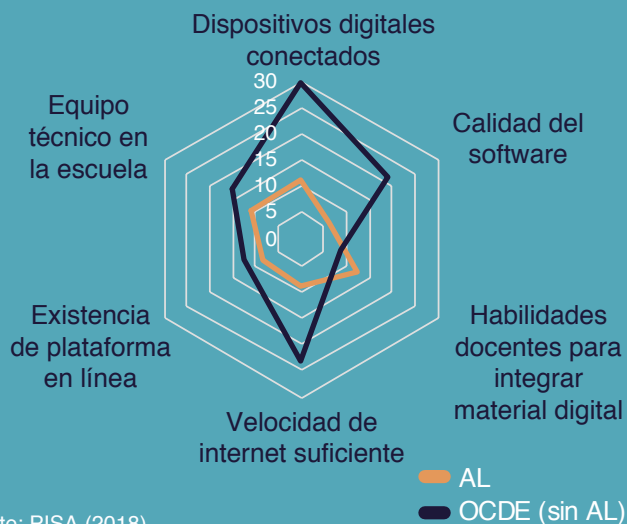 Dispositivos digitales
conectados
30
25
20
15
10
5
0
Equipo
técnico en
la escuela
Calidad del
software
Existencia
de plataforma
en línea
Habilidades
docentes para
integrar
material digital
Velocidad de
internet suficiente
AL
OCDE (sin AL)
PISA (2018)